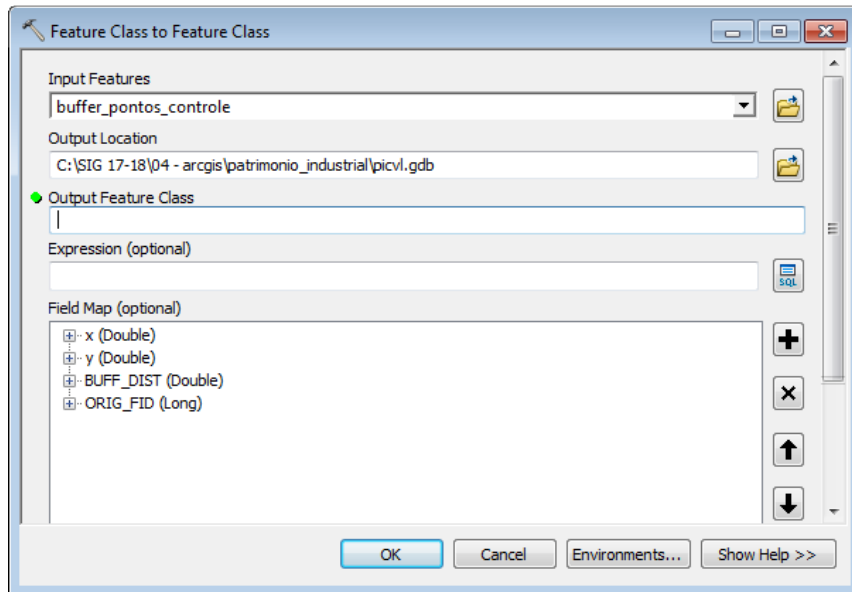 Feature Class to Feature Class
Input Features
buffer_pontos_controle
Output Location
C:\SIG 17-18\04 - arcgis\patrimonio_industrial\picvl.gdb
Output Feature Class
Expression (optional)
SQL
Field Map (optional)
x (Double)
y (Double)
BUFF_DIST (Double)
ORIG_FID (Long)
OK Cancel Environments... Show Help >>